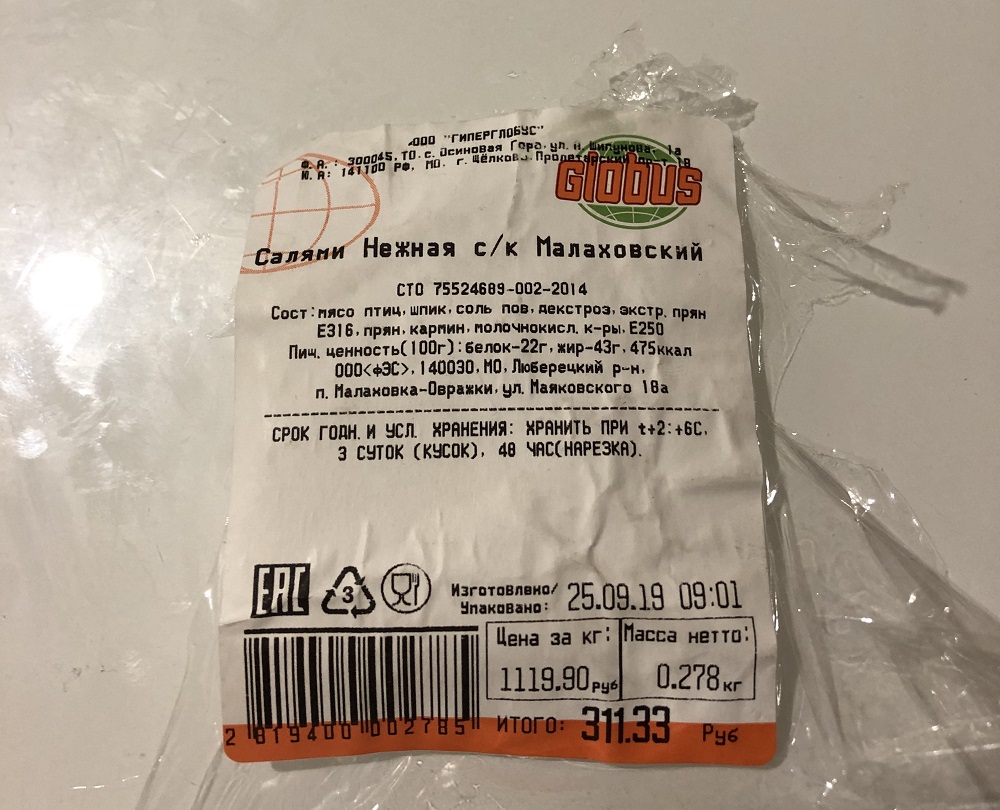 ООО "ГИПЕРГЛОБУС"
Ф.А.: 300045, ТО. с. Осиновая Гора, ул. и. Шипунова. 1а
Ю.А: 141100 РФ, МО. г. Щёлково, Пролетарский
Globus
Салями Нежная с/к Малаховский
СТО 75524689-002-2014
Сост:мясо птиц, шпик, соль пов, декстроз, экстр. прян
Е316, прян, кармин, молочнокисл. к-ры, Е250
Пищ. ценность(100г):белок-22г, жир-43г, 475ккал
ООО<ФЭС>, 140030, МО, Люберецкий р-н,
п. Малаховка-Овражки, ул. Маяковского 18а
СРОК ГОДН. И УСЛ. ХРАНЕНИЯ: ХРАНИТЬ ПРИ t+2:+6С,
3 СУТОК (КУСОК), 48 ЧАС(НАРЕЗКА).
ЕАС
3
Изготовлено/
Упаковано: 25.09.19 09:01
Цена за кг: Масса нетто:
1119.90 руб 0.278 кг
2 819400 002785
ИТОГО: 311.33 Руб